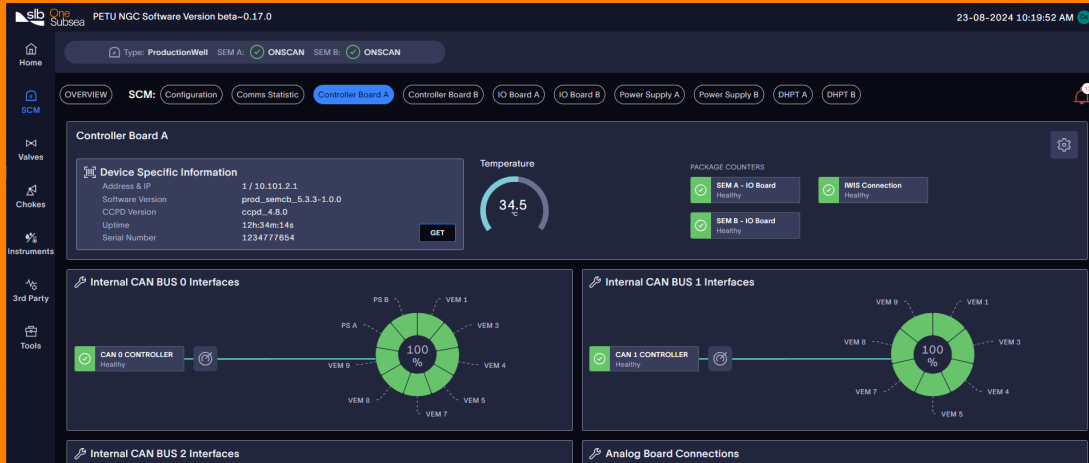 slb One Subsea PETU NGC Software Version beta~0.17.0 23-08-2024 10:19:52 AM
Home
Type: ProductionWell SEM A: ONSCAN SEM B: ONSCAN
SCM
OVERVIEW SCM: Configuration Comms Statistic Controller Board A Controller Board B IO Board A IO Board B Power Supply A Power Supply B DHPT A DHPT B
Valves
Chokes
Instruments
3rd Party
Tools
Controller Board A
Device Specific Information
Address & IP 1 / 10.101.2.1
Software Version prod_semcb_5.3.3-1.0.0
CCPD Version ccpd_4.8.0
Uptime 12h:34m:14s
Serial Number 1234777654
GET
Temperature
34.5
°C
PACKAGE COUNTERS
SEM A - IO Board
Healthy
IWIS Connection
Healthy
SEM B - IO Board
Healthy
Internal CAN BUS 0 Interfaces
CAN 0 CONTROLLER
Healthy
100
%
PS B
VEM 1
PS A
VEM 3
VEM 9
VEM 4
VEM 8
VEM 5
VEM 7
Internal CAN BUS 1 Interfaces
CAN 1 CONTROLLER
Healthy
100
%
VEM 9
VEM 1
VEM 8
VEM 3
VEM 7
VEM 4
VEM 5
Internal CAN BUS 2 Interfaces
Analog Board Connections